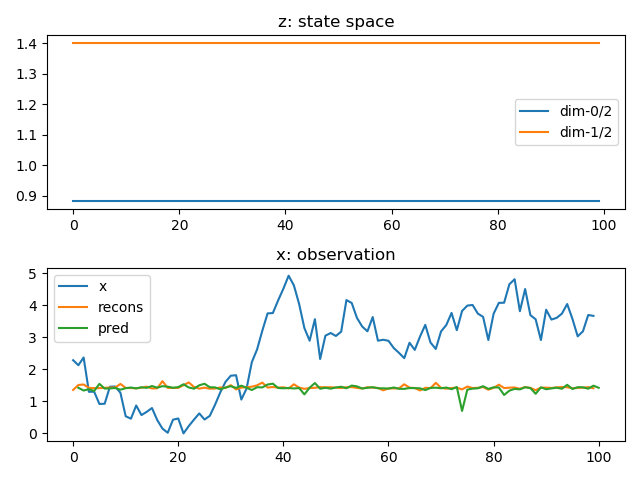 z: state space
1.4
1.3
1.2
1.1
1.0
0.9
dim-0/2
dim-1/2
0 20 40 60 80 100
x: observation
5
4
3
2
1
0
x
recons
pred
0 20 40 60 80 100